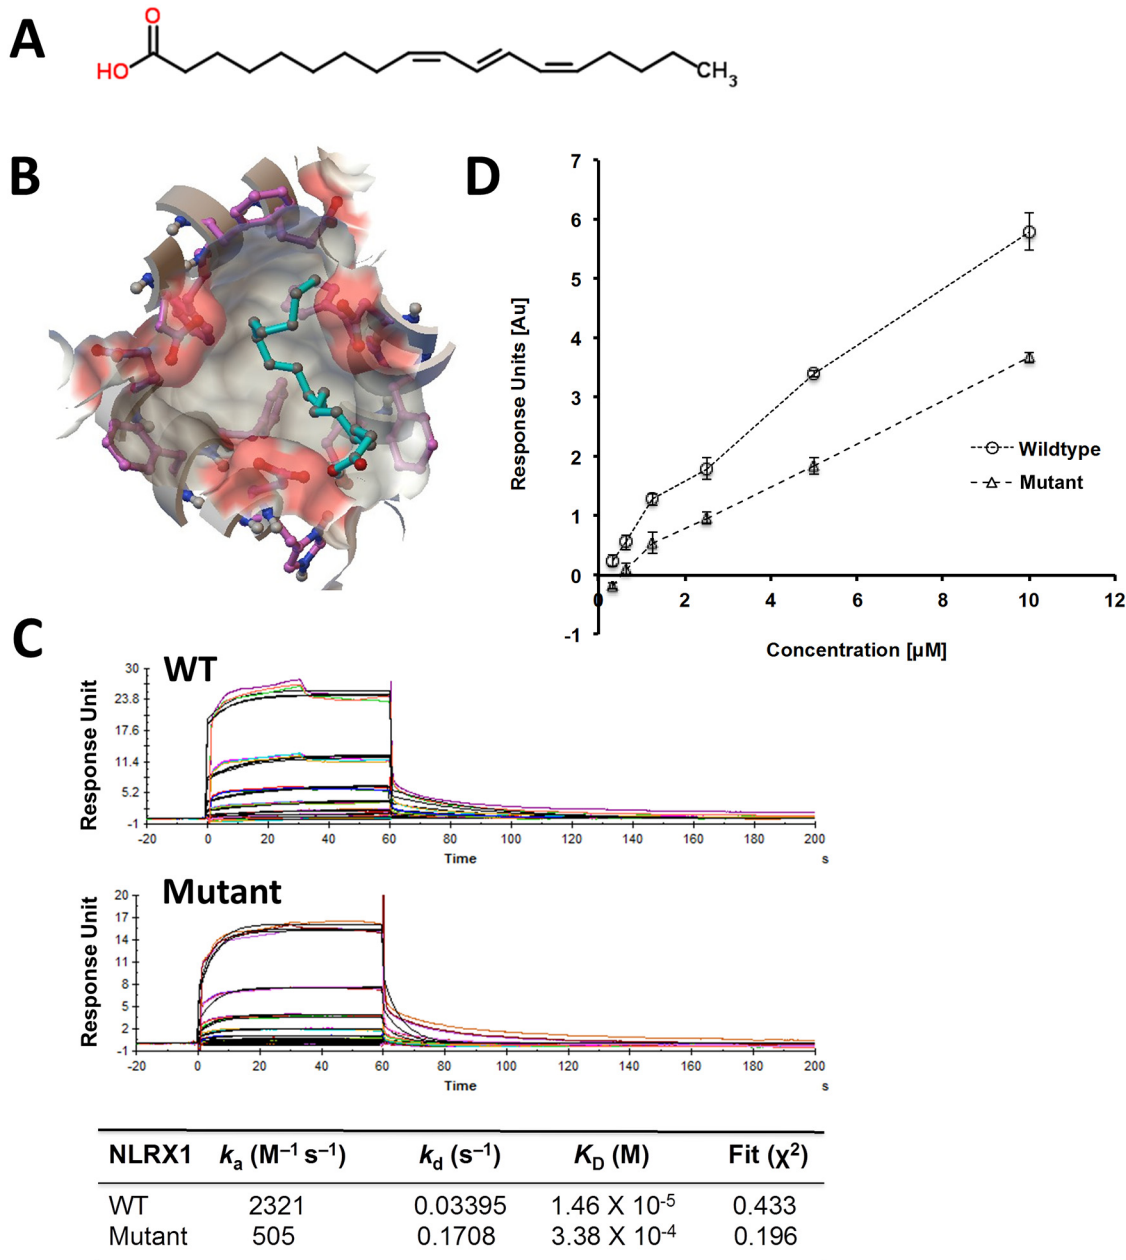 A
O
HO
CH3
B
D
7
6
5
4
3
2
1
0
-1
0 2 4 6 8 10 12
Response Units [Au]
Concentration [µM]
Wildtype
Mutant
C
WT
30
23.8
17.6
11.4
5.2
-1
Response Unit
-20 0 20 40 60 80 100 120 140 160 180 200
Time
s
Mutant
20
17
14
11
8
5
2
-1
Response Unit
-20 0 20 40 60 80 100 120 140 160 180 200
Time
s
NLRX1 ka (M–1 s–1) kd (s–1) KD (M) Fit (χ2)
WT 2321 0.03395 1.46 X 10-5 0.433
Mutant 505 0.1708 3.38 X 10-4 0.196